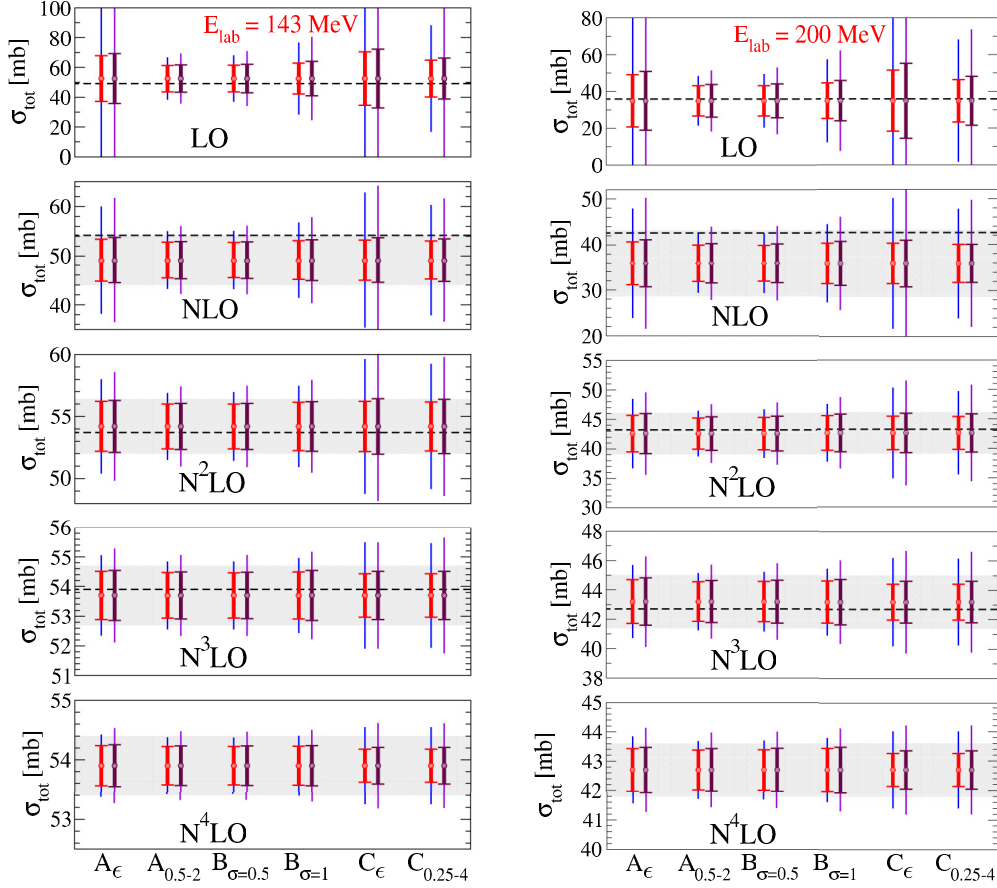 E_lab = 143 MeV
σ_tot [mb]
100
80
60
40
20
0
LO
σ_tot [mb]
60
50
40
NLO
σ_tot [mb]
60
55
50
N²LO
σ_tot [mb]
56
55
54
53
52
51
N³LO
σ_tot [mb]
55
54
53
N⁴LO
A_ϵ A_0.5-2 B_σ=0.5 B_σ=1 C_ϵ C_0.25-4
E_lab = 200 MeV
σ_tot [mb]
80
60
40
20
0
LO
σ_tot [mb]
50
40
30
20
NLO
σ_tot [mb]
55
50
45
40
35
30
N²LO
σ_tot [mb]
48
46
44
42
40
38
N³LO
σ_tot [mb]
45
44
43
42
41
40
N⁴LO
A_ϵ A_0.5-2 B_σ=0.5 B_σ=1 C_ϵ C_0.25-4